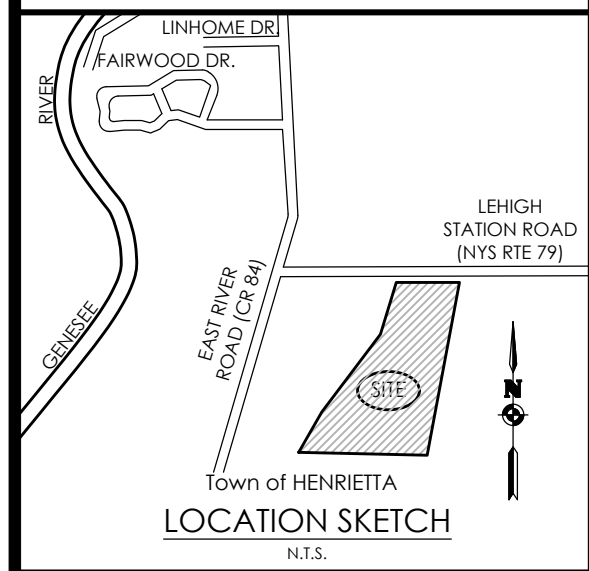 LINHOME DR.
FAIRWOOD DR.
RIVER
GENESEE
LEHIGH
STATION ROAD
(NYS RTE 79)
EAST RIVER
ROAD (CR 84)
SITE
N
Town of HENRIETTA
LOCATION SKETCH
N.T.S.